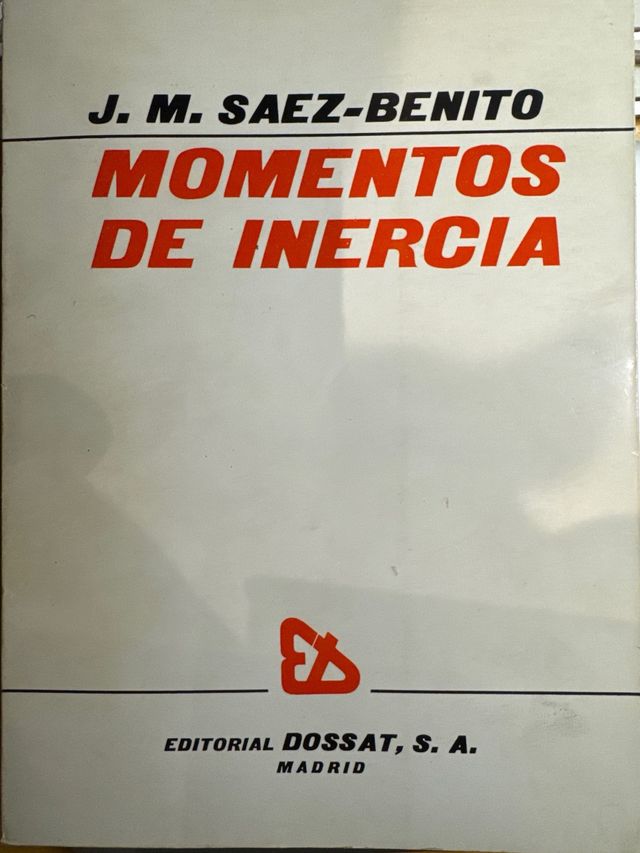 J. M. SAEZ-BENITO
MOMENTOS
DE INERCIA
EDITORIAL DOSSAT, S. A.
MADRID